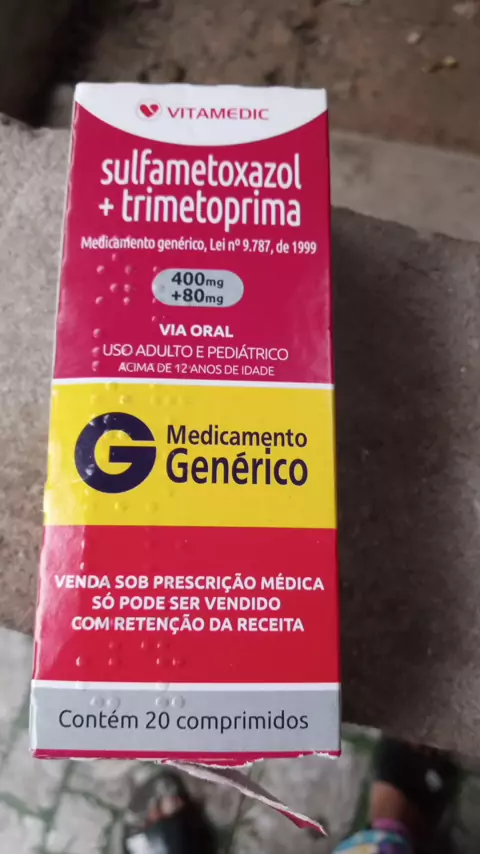 VITAMEDIC
sulfametoxazol
+ trimetoprima
Medicamento genérico, Lei nº 9.787, de 1999
400mg
+80mg
VIA ORAL
USO ADULTO E PEDIÁTRICO
ACIMA DE 12 ANOS DE IDADE
G Medicamento
Genérico
VENDA SOB PRESCRIÇÃO MÉDICA
SÓ PODE SER VENDIDO
COM RETENÇÃO DA RECEITA
Contém 20 comprimidos